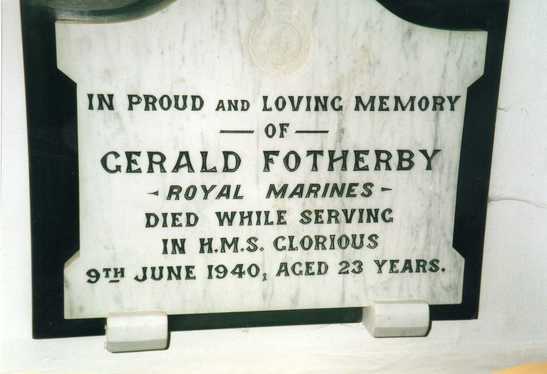 IN PROUD AND LOVING MEMORY
— OF —
GERALD FOTHERBY
- ROYAL MARINES -
DIED WHILE SERVING
IN H.M.S. GLORIOUS
9TH JUNE 1940, AGED 23 YEARS.